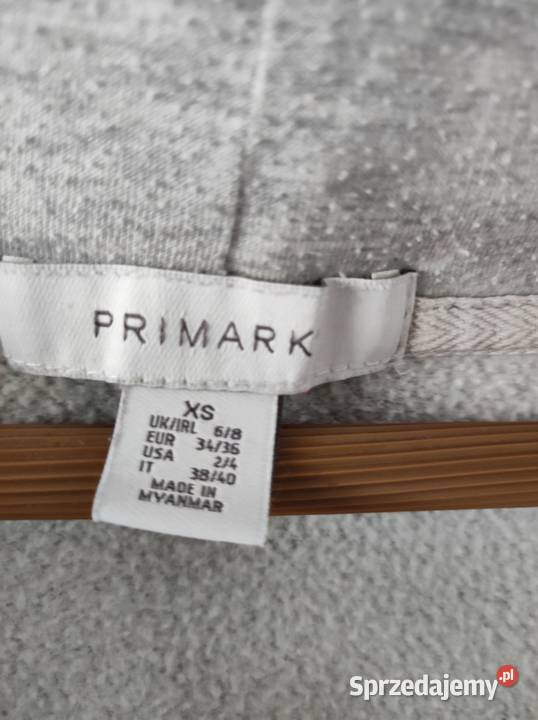 PRIMARK
XS
UK/IRL 6/8
EUR 34/36
USA 2/4
IT 38/40
MADE IN
MYANMAR
Sprzedajemy.pl